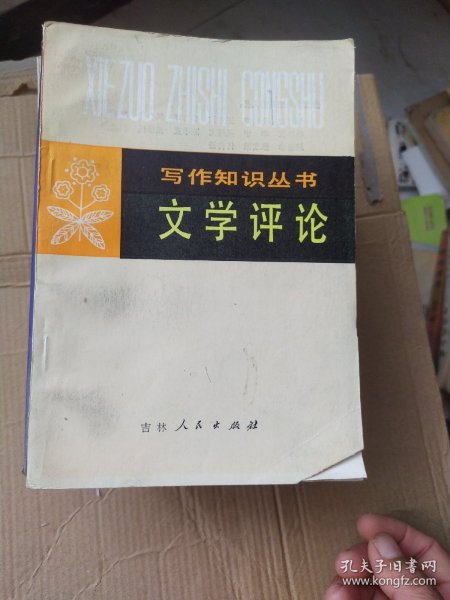 XIEZUO ZHISHI CONGSHU
写作知识丛书
文学评论
吉林人民出版社
孔夫子旧书网
www.kongfz.com